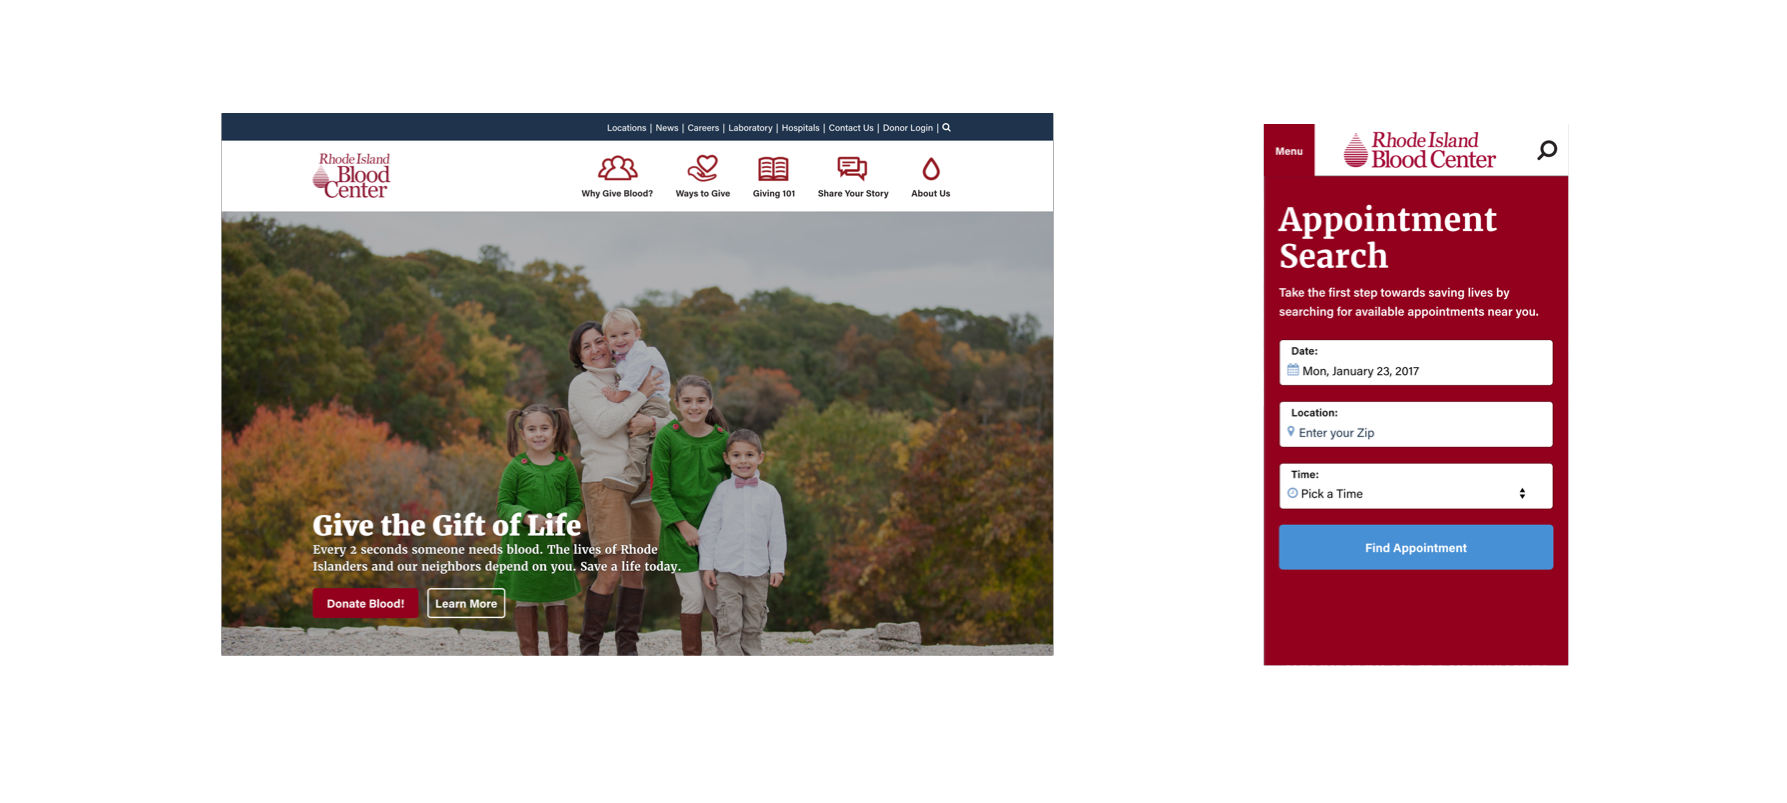 Locations | News | Careers | Laboratory | Hospitals | Contact Us | Donor Login |
Rhode Island
Blood
Center
Why Give Blood?
Ways to Give
Giving 101
Share Your Story
About Us
Give the Gift of Life
Every 2 seconds someone needs blood. The lives of Rhode
Islanders and our neighbors depend on you. Save a life today.
Donate Blood!
Learn More
Menu
Rhode Island
Blood Center
Appointment
Search
Take the first step towards saving lives by
searching for available appointments near you.
Date:
Mon, January 23, 2017
Location:
Enter your Zip
Time:
Pick a Time
Find Appointment